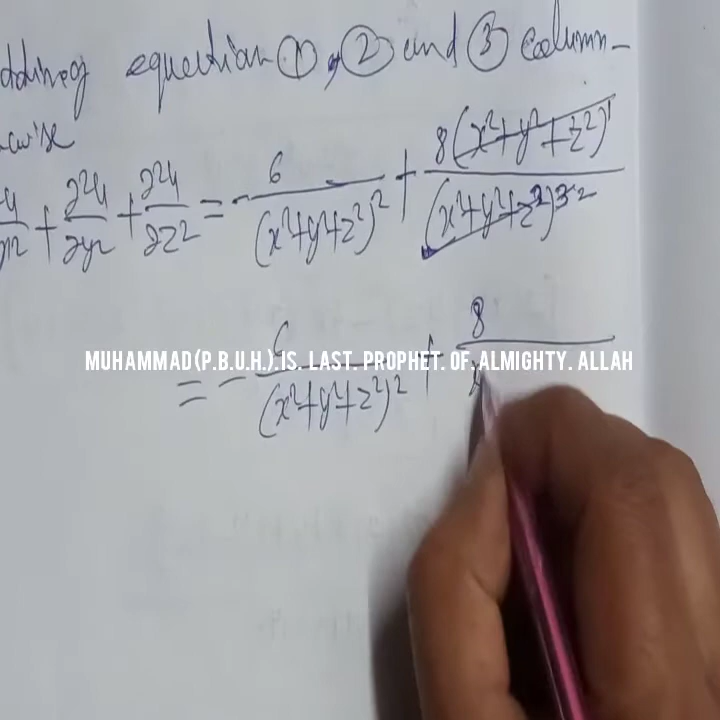 adding equation ①, ② and ③ column-
wise
∂²u/∂x² + ∂²u/∂y² + ∂²u/∂z² = - 6/(x²+y²+z²)² + 8(x²+y²+z²)¹/(x²+y²+z²)³ ²
MUHAMMAD(P.B.U.H.).IS. LAST. PROPHET. OF. ALMIGHTY. ALLAH
= - 6/(x²+y²+z²)² + 8/